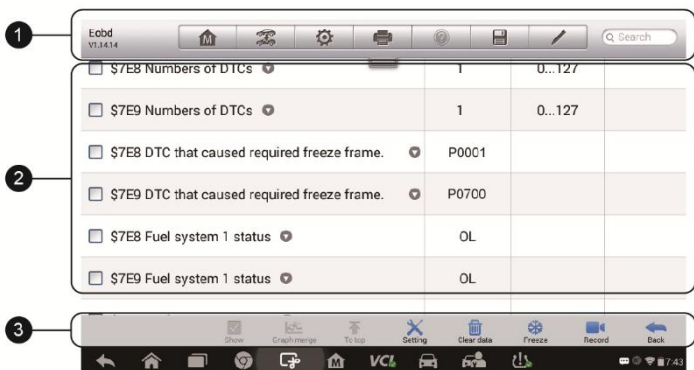 1
Eobd
V1.14.14
Search
2
$7E8 Numbers of DTCs 1 0...127
$7E9 Numbers of DTCs 1 0...127
$7E8 DTC that caused required freeze frame. P0001
$7E9 DTC that caused required freeze frame. P0700
$7E8 Fuel system 1 status OL
$7E9 Fuel system 1 status OL
3
Show Graph merge To top Setting Clear data Freeze Record Back
M VCI 7:43